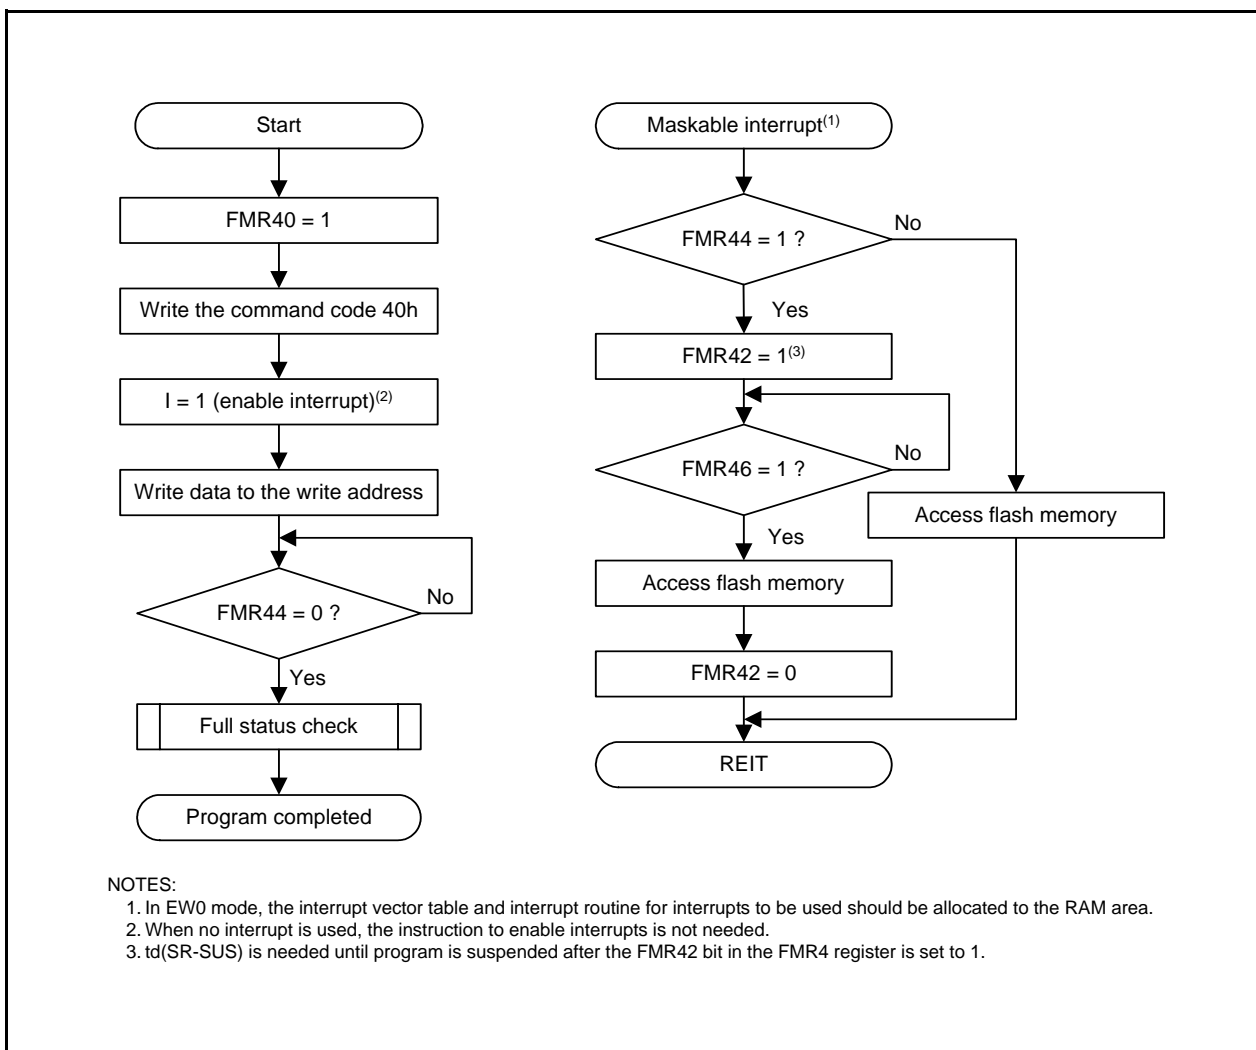 Start
FMR40 = 1
Write the command code 40h
I = 1 (enable interrupt)(2)
Write data to the write address
FMR44 = 0 ?
No
Yes
Full status check
Program completed
Maskable interrupt(1)
FMR44 = 1 ?
No
Yes
FMR42 = 1(3)
FMR46 = 1 ?
No
Yes
Access flash memory
Access flash memory
FMR42 = 0
REIT
NOTES:
1. In EW0 mode, the interrupt vector table and interrupt routine for interrupts to be used should be allocated to the RAM area.
2. When no interrupt is used, the instruction to enable interrupts is not needed.
3. td(SR-SUS) is needed until program is suspended after the FMR42 bit in the FMR4 register is set to 1.